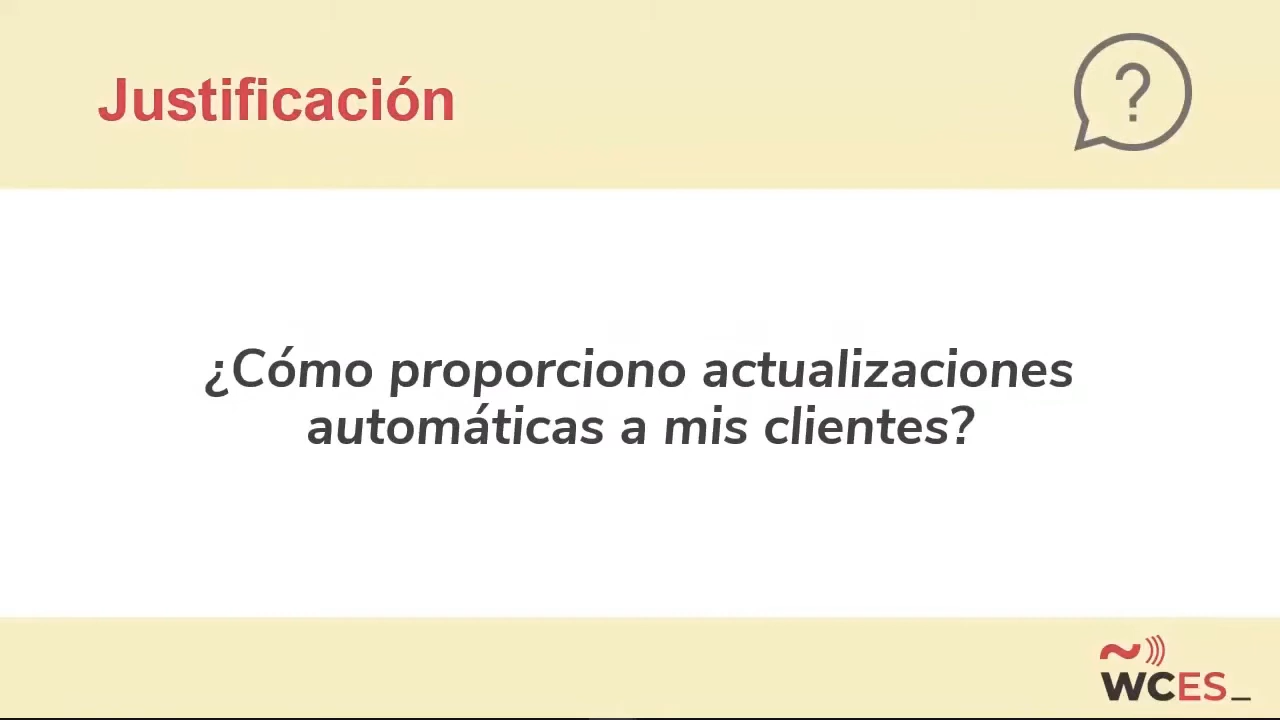 Justificación
?
¿Cómo proporciono actualizaciones
automáticas a mis clientes?
~
WCES_